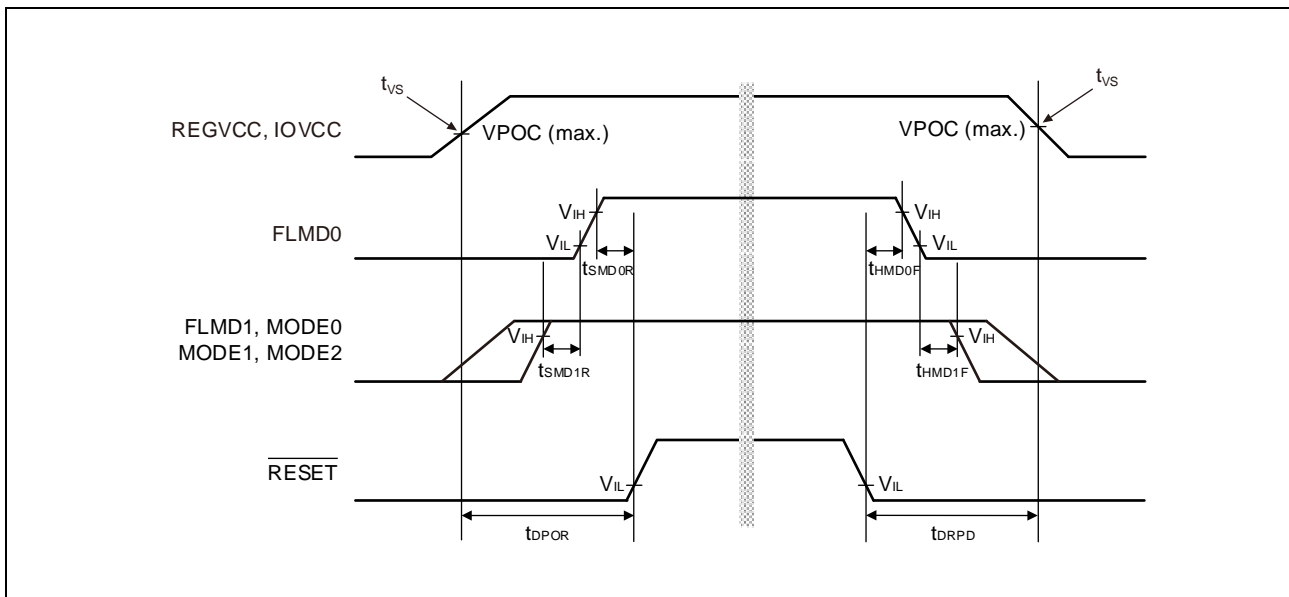 tVS
tVS
REGVCC, IOVCC
VPOC (max.)
VPOC (max.)
FLMD0
VIH
VIL
tSMD0R
VIH
VIL
tHMD0F
FLMD1, MODE0
MODE1, MODE2
VIH
tSMD1R
VIH
tHMD1F
RESET
VIL
VIL
tDPOR
tDRPD